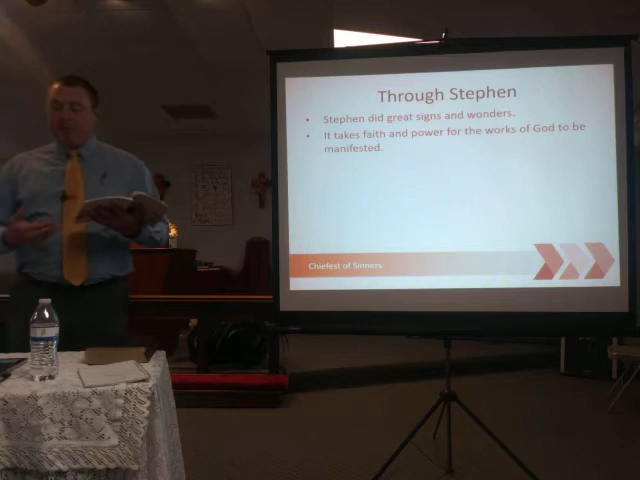 Through Stephen
• Stephen did great signs and wonders.
• It takes faith and power for the works of God to be
manifested.
Chiefest of Sinners